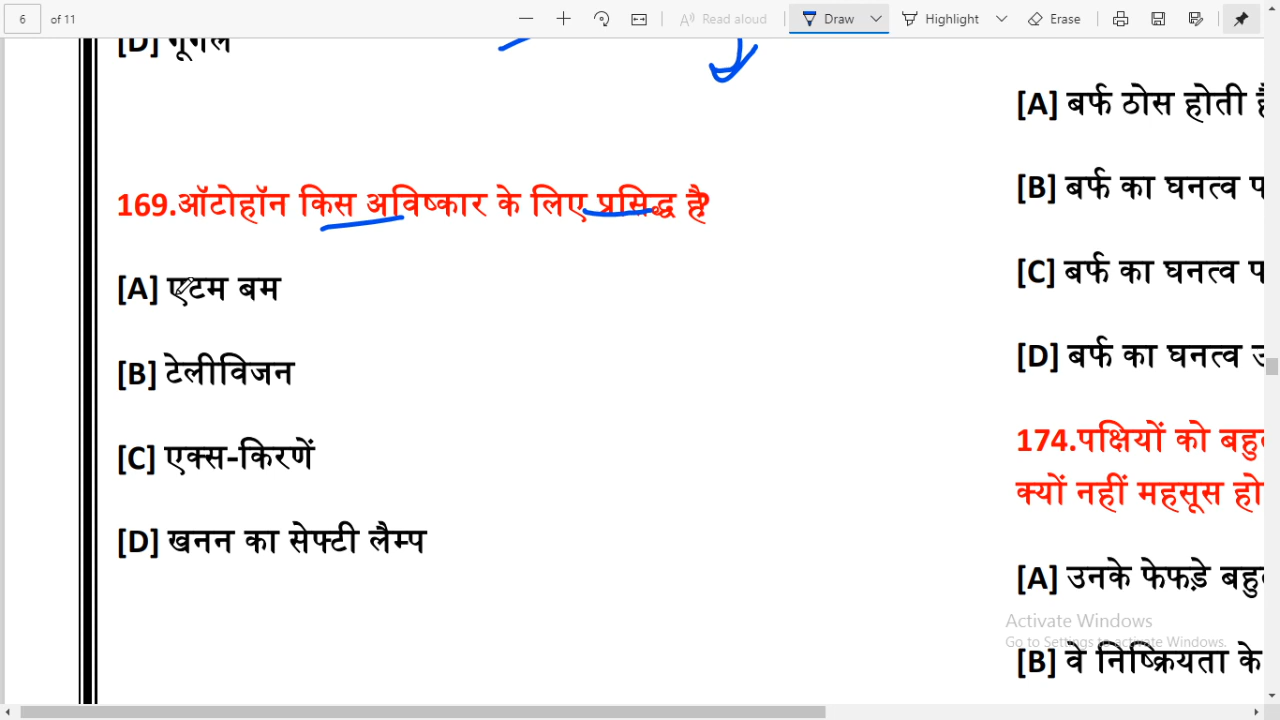 6 of 11 Read aloud Draw Highlight Erase
[D] गूगल
169.ऑटोहॉन किस अविष्कार के लिए प्रसिद्ध है?
[A] एटम बम
[B] टेलीविजन
[C] एक्स-किरणें
[D] खनन का सेफ्टी लैम्प
[A] बर्फ ठोस होती
[B] बर्फ का घनत्व
[C] बर्फ का घनत्व
[D] बर्फ का घनत्व
174.पक्षियों को
क्यों नहीं महसूस
[A] उनके फेफड़े
[B] वे निष्क्रियता के
Activate Windows
Go to Settings to activate Windows.